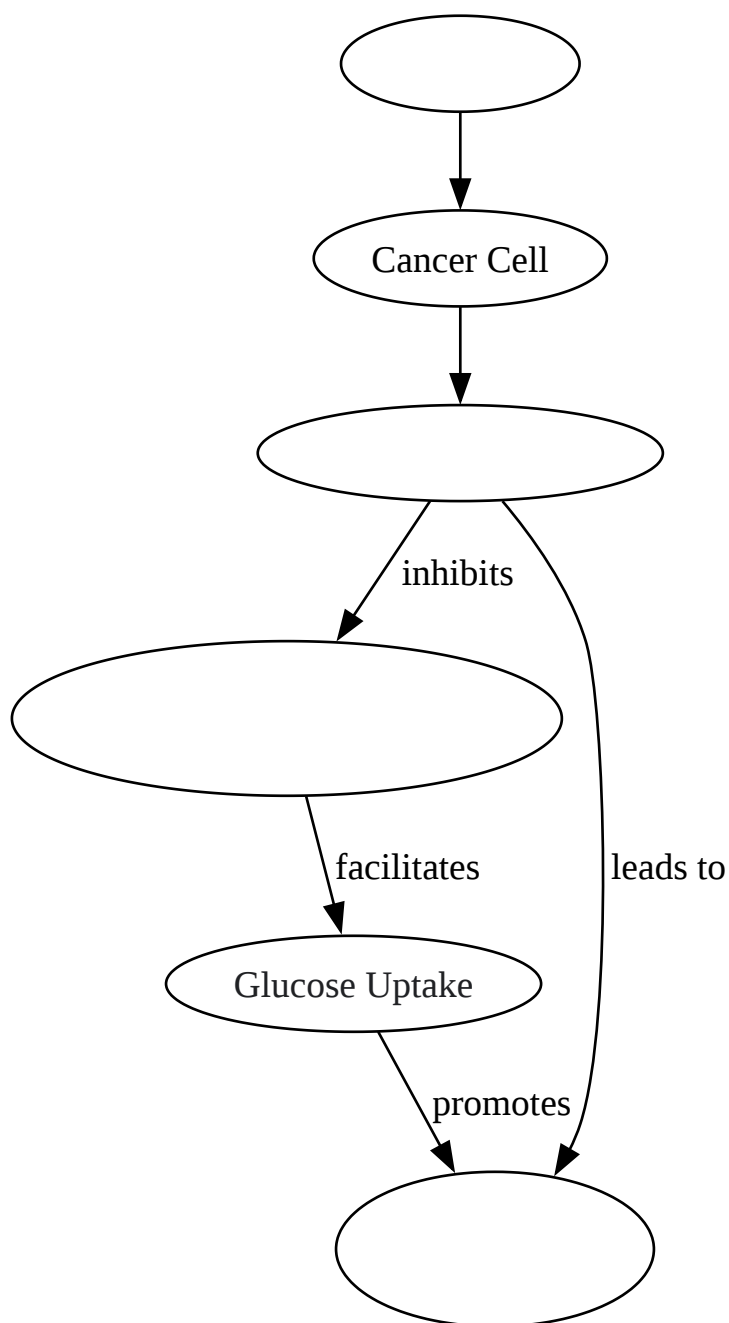 Cancer Cell
inhibits
facilitates
leads to
Glucose Uptake
promotes